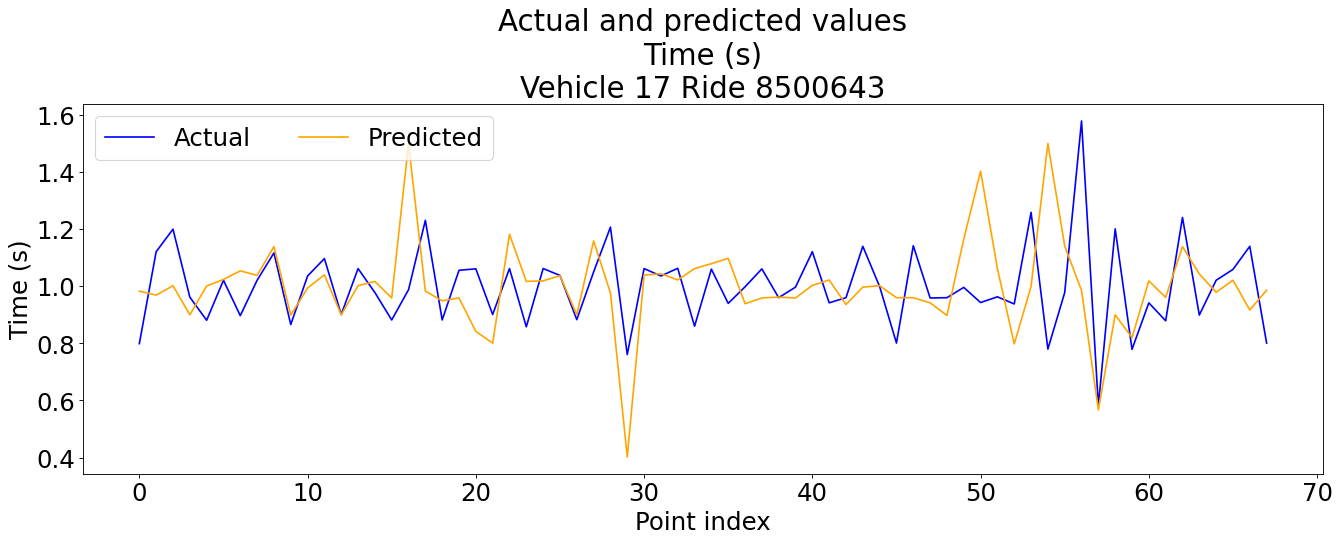 Actual and predicted values
Time (s)
Vehicle 17 Ride 8500643
Actual Predicted
Time (s)
1.6
1.4
1.2
1.0
0.8
0.6
0.4
0 10 20 30 40 50 60 70
Point index